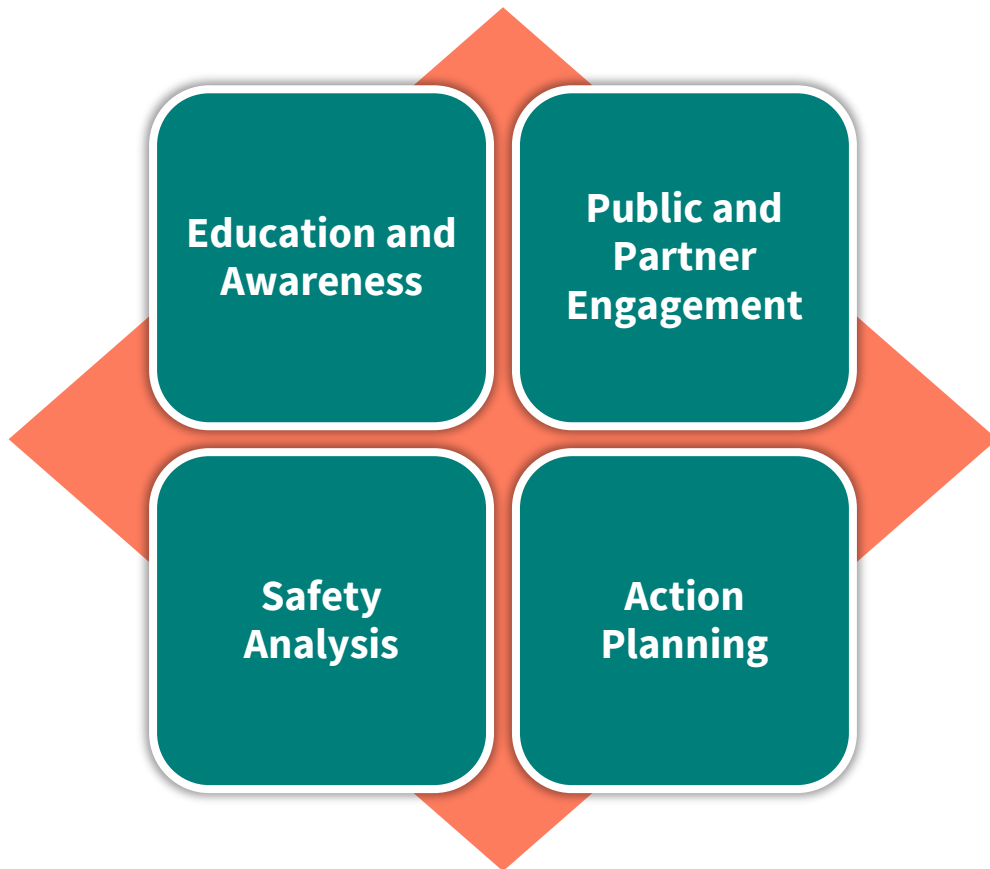 Education and
Awareness
Public and
Partner
Engagement
Safety
Analysis
Action
Planning